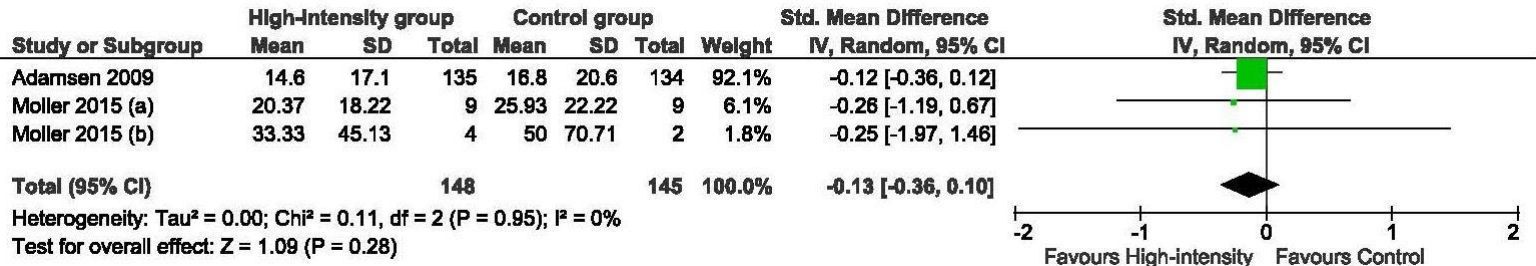 High-intensity group Control group Std. Mean Difference Std. Mean Difference
Study or Subgroup Mean SD Total Mean SD Total Weight IV, Random, 95% CI IV, Random, 95% CI
Adamsen 2009 14.6 17.1 135 16.8 20.6 134 92.1% -0.12 [-0.36, 0.12]
Moller 2015 (a) 20.37 18.22 9 25.93 22.22 9 6.1% -0.26 [-1.19, 0.67]
Moller 2015 (b) 33.33 45.13 4 50 70.71 2 1.8% -0.25 [-1.97, 1.46]
Total (95% CI) 148 145 100.0% -0.13 [-0.36, 0.10]
Heterogeneity: Tau² = 0.00; Chi² = 0.11, df = 2 (P = 0.95); I² = 0%
Test for overall effect: Z = 1.09 (P = 0.28)
-2 -1 0 1 2
Favours High-intensity Favours Control